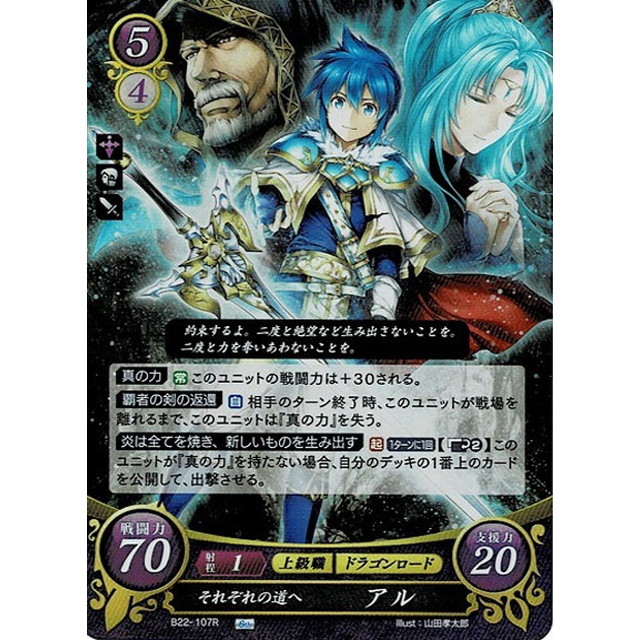 5
4
約束するよ。二度と絶望など生み出さないことを。
二度と力を奪いあわないことを。
真の力 常 このユニットの戦闘力は+30される。
覇者の剣の返還 自 相手のターン終了時、このユニットが戦場を
離れるまで、このユニットは『真の力』を失う。
炎は全てを焼き、新しいものを生み出す 起 1ターンに1回 この
ユニットが『真の力』を持たない場合、自分のデッキの1番上のカード
を公開して、出撃させる。
戦闘力
70
射程 1
上級職
ドラゴンロード
支援力
20
それぞれの道へ アル
B22-107R
Illust:山田孝太郎